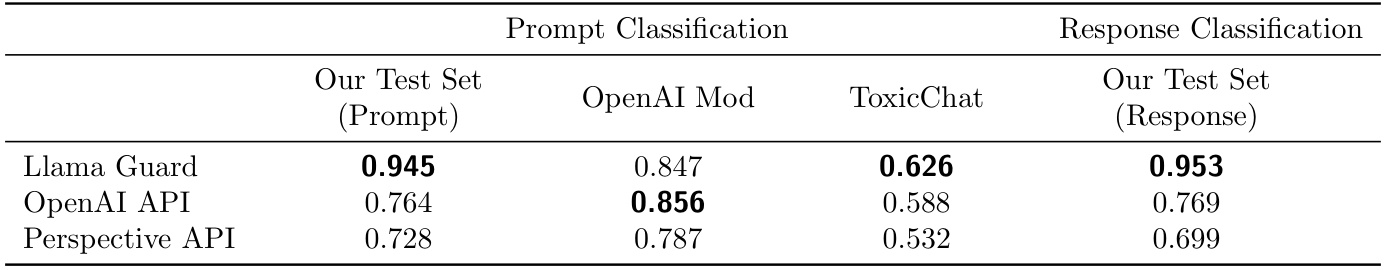 Prompt Classification Response Classification
Our Test Set (Prompt) OpenAI Mod ToxicChat Our Test Set (Response)
Llama Guard 0.945 0.847 0.626 0.953
OpenAI API 0.764 0.856 0.588 0.769
Perspective API 0.728 0.787 0.532 0.699